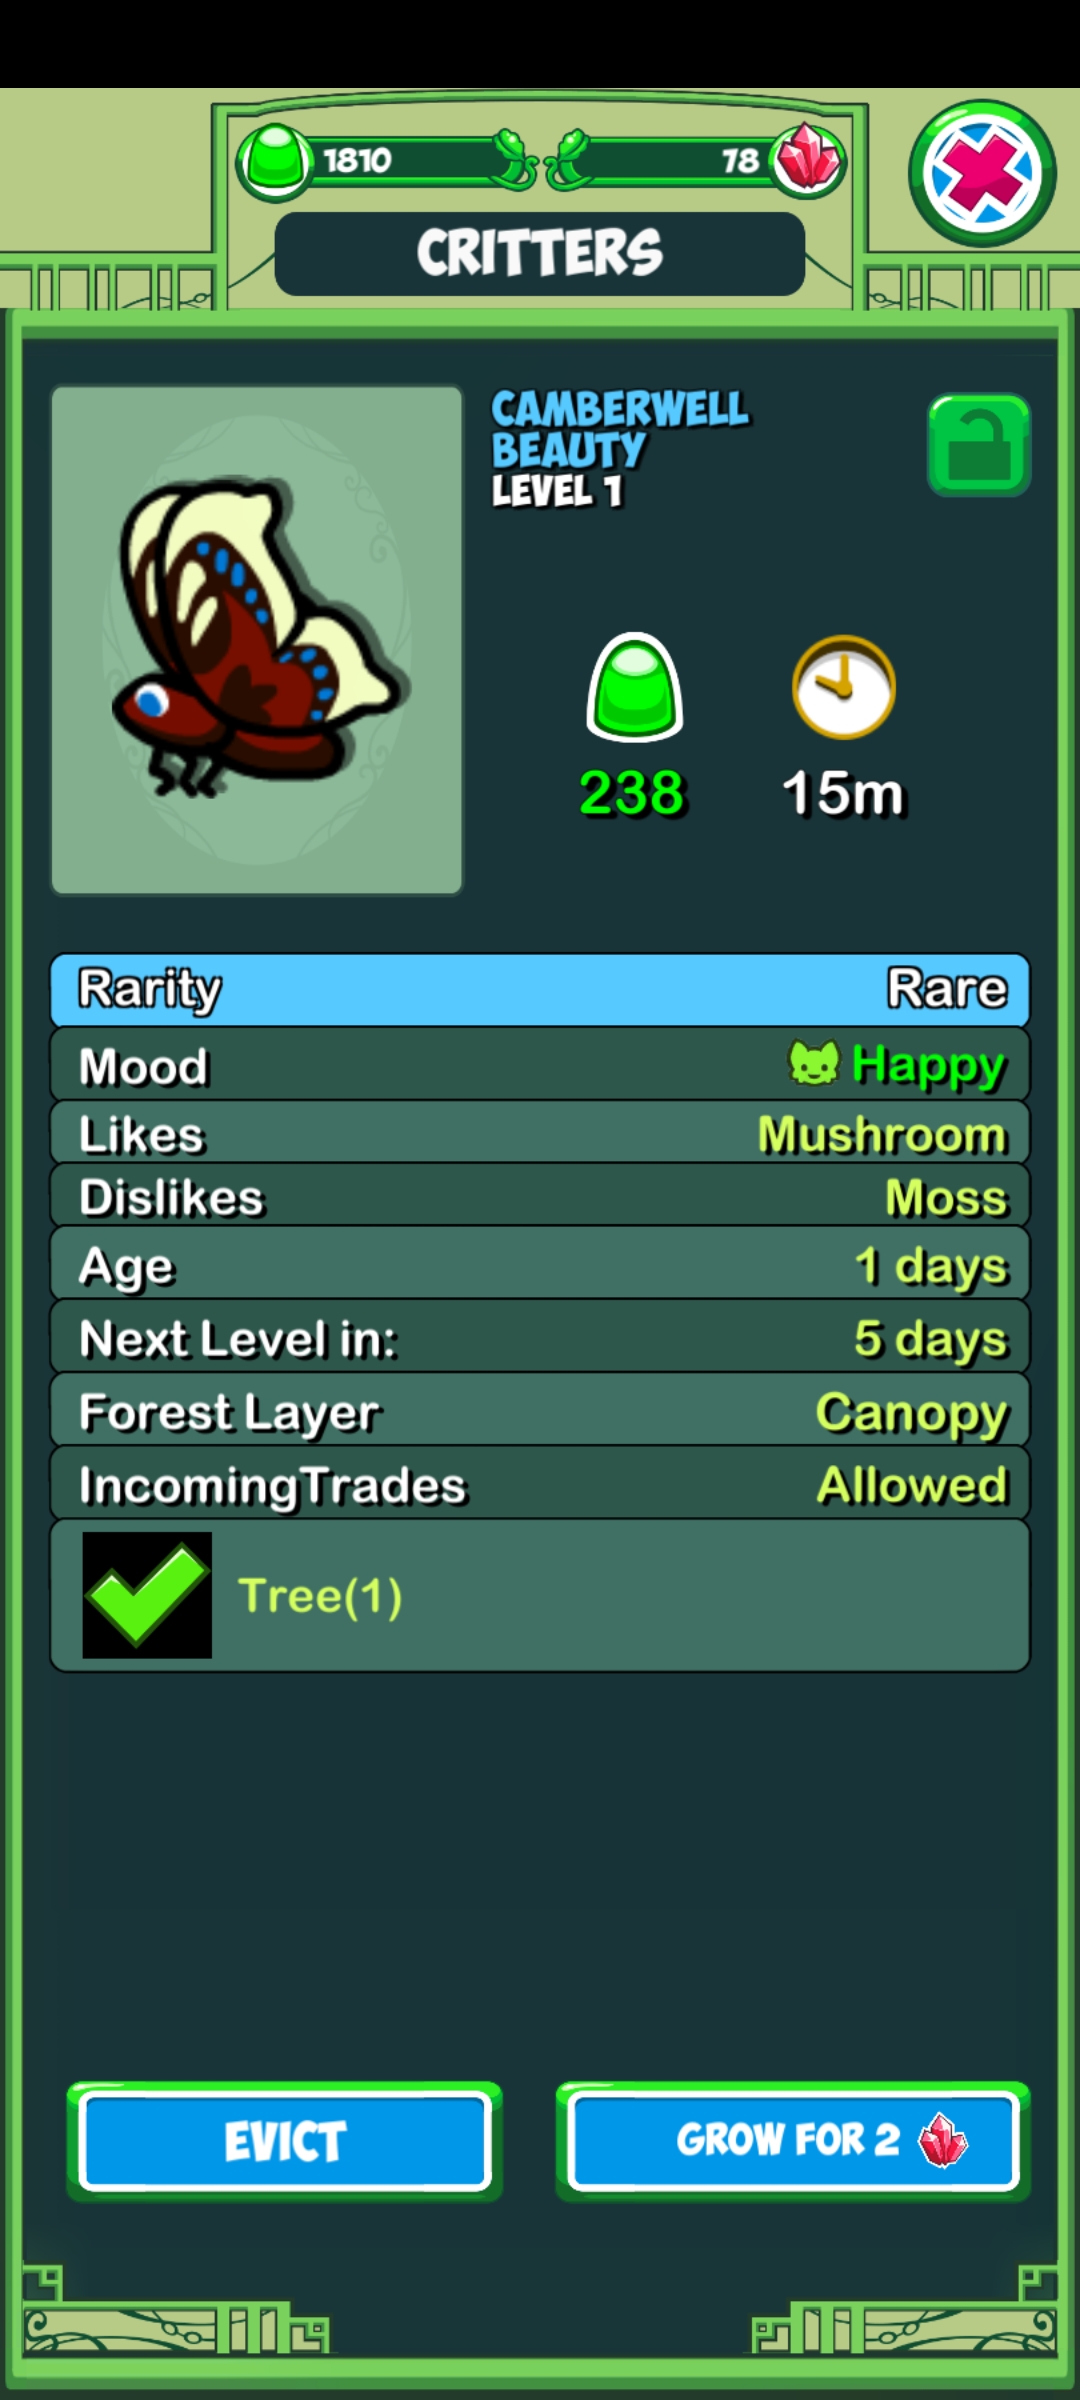 1810
78
CRITTERS
CAMBERWELL
BEAUTY
LEVEL 1
238
15m
Rarity Rare
Mood Happy
Likes Mushroom
Dislikes Moss
Age 1 days
Next Level in: 5 days
Forest Layer Canopy
IncomingTrades Allowed
Tree(1)
EVICT
GROW FOR 2